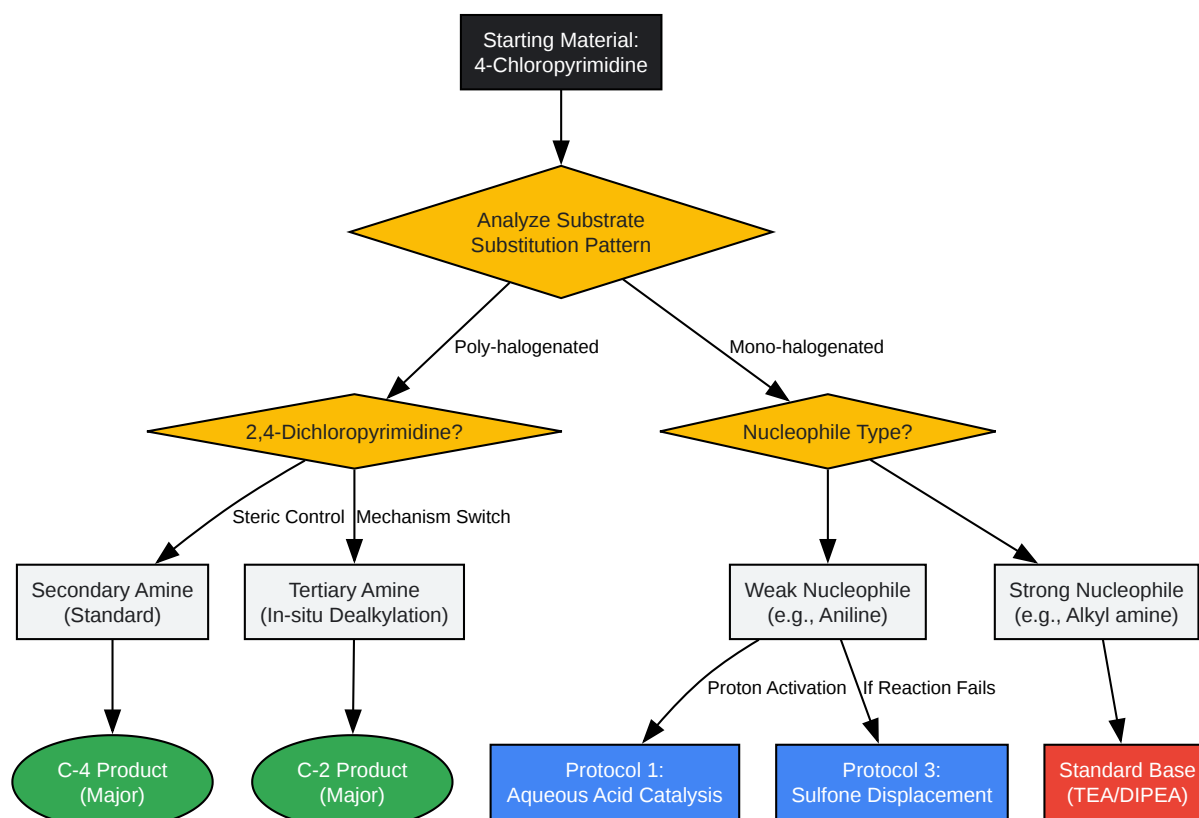 Starting Material:
4-Chloropyrimidine
Analyze Substrate
Substitution Pattern
Poly-halogenated
Mono-halogenated
2,4-Dichloropyrimidine?
Nucleophile Type?
Steric Control
Mechanism Switch
Secondary Amine
(Standard)
Tertiary Amine
(In-situ Dealkylation)
Weak Nucleophile
(e.g., Aniline)
Strong Nucleophile
(e.g., Alkyl amine)
Proton Activation
If Reaction Fails
C-4 Product
(Major)
C-2 Product
(Major)
Protocol 1:
Aqueous Acid Catalysis
Protocol 3:
Sulfone Displacement
Standard Base
(TEA/DIPEA)